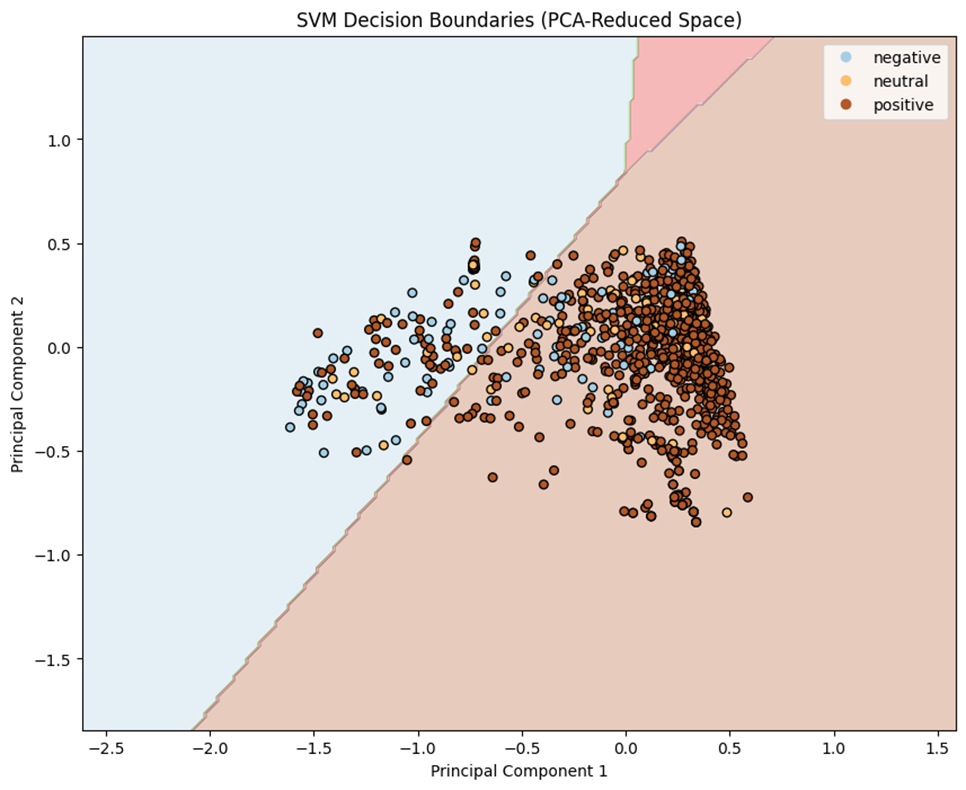 SVM Decision Boundaries (PCA-Reduced Space)
negative
neutral
positive
1.0
0.5
0.0
−0.5
−1.0
−1.5
Principal Component 2
−2.5 −2.0 −1.5 −1.0 −0.5 0.0 0.5 1.0 1.5
Principal Component 1